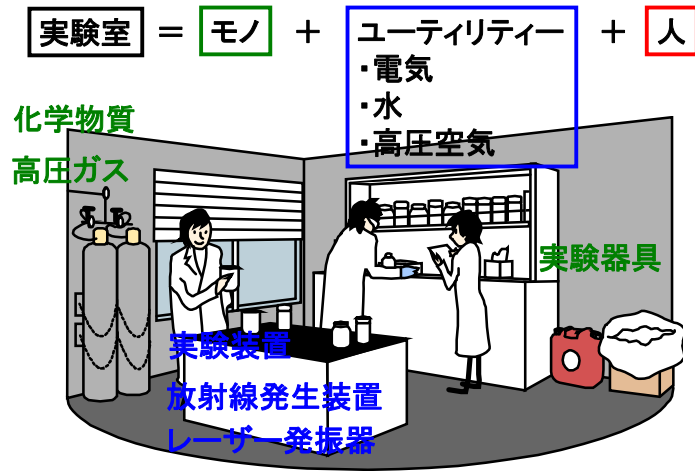 実験室 = モノ + ユーティリティー + 人
・電気
・水
・高圧空気
化学物質
高圧ガス
実験器具
実験装置
放射線発生装置
レーザー発振器